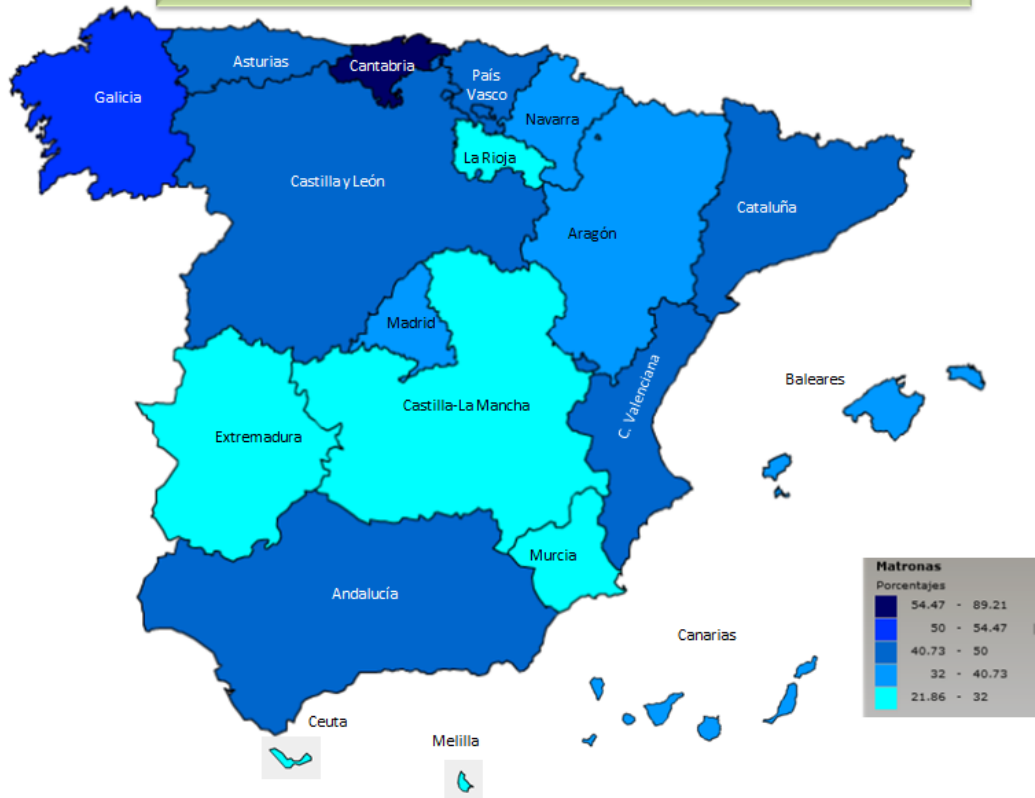 Asturias
Cantabria
País
Vasco
Galicia
Navarra
La Rioja
Castilla y León
Cataluña
Aragón
Madrid
Baleares
C. Valenciana
Castilla-La Mancha
Extremadura
Murcia
Andalucía
Canarias
Ceuta
Melilla
Matronas
Porcentajes
54.47 - 89.21
50 - 54.47
40.73 - 50
32 - 40.73
21.86 - 32